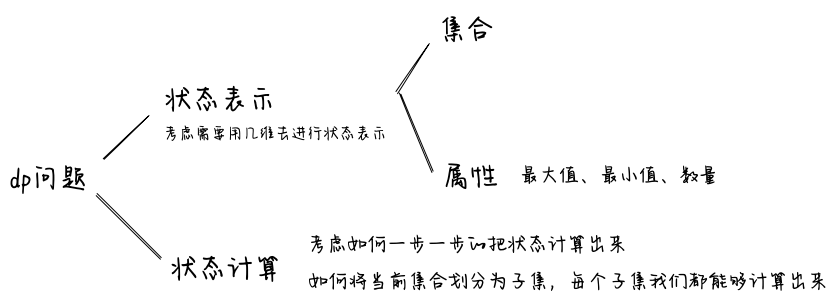 集合
状态表示
考虑需要用几维去进行状态表示
dp问题
属性 最大值、最小值、数量
状态计算
考虑如何一步一步的把状态计算出来
如何将当前集合划分为子集，每个子集我们都能够计算出来